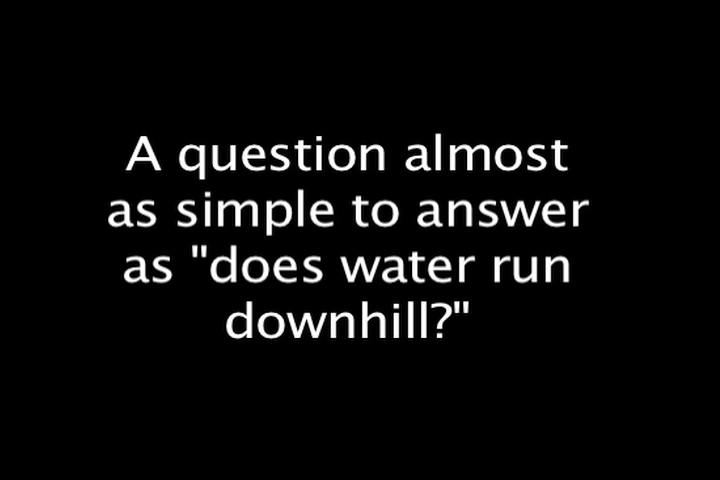 A question almost
as simple to answer
as "does water run
downhill?"